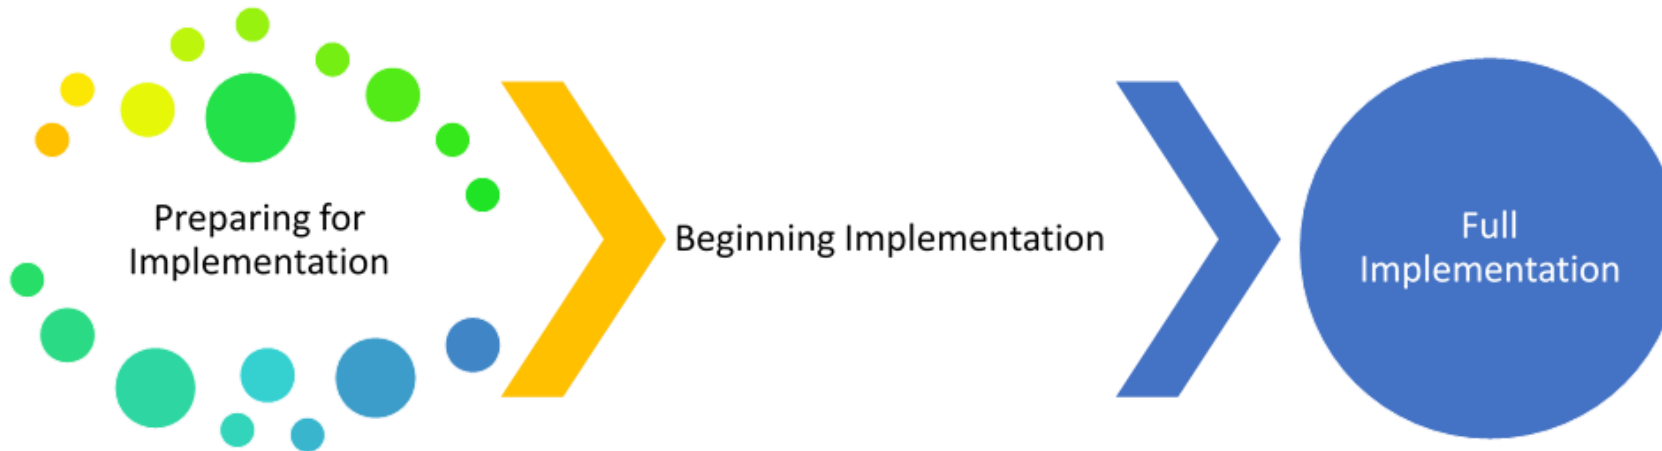 Preparing for
Implementation
Beginning Implementation
Full
Implementation